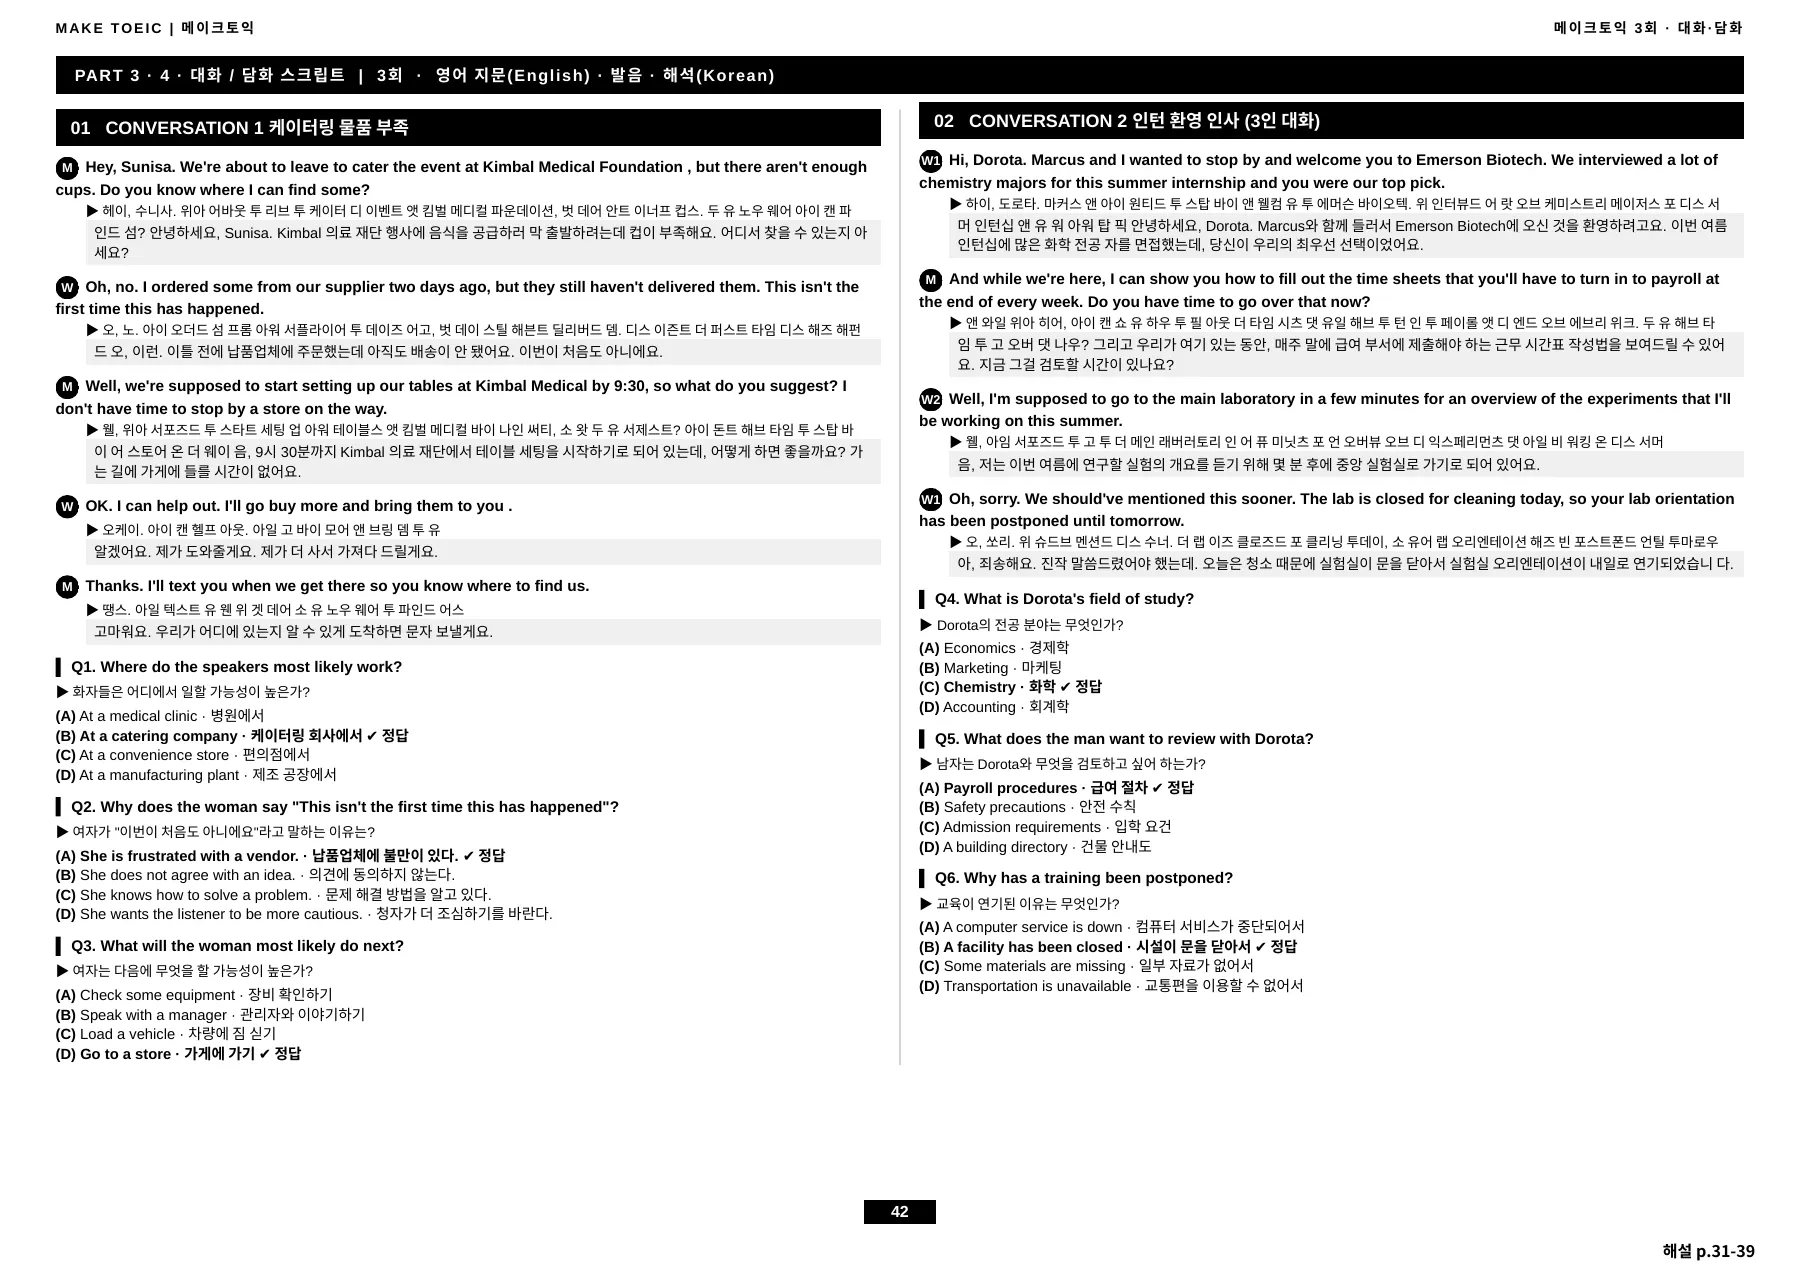 MAKE TOEIC | 메이크토익
메이크토익 3회 · 대화·담화
PART 3 · 4 · 대화 / 담화 스크립트 | 3회 · 영어 지문(English) · 발음 · 해석(Korean)
01 CONVERSATION 1 케이터링 물품 부족
M Hey, Sunisa. We're about to leave to cater the event at Kimbal Medical Foundation , but there aren't enough
cups. Do you know where I can find some?
▶ 헤이, 수니사. 위아 어바웃 투 리브 투 케이터 디 이벤트 앳 킴벌 메디컬 파운데이션, 벗 데어 안트 이너프 컵스. 두 유 노우 웨어 아이 캔 파
인드 섬? 안녕하세요, Sunisa. Kimbal 의료 재단 행사에 음식을 공급하러 막 출발하려는데 컵이 부족해요. 어디서 찾을 수 있는지 아
세요?
W Oh, no. I ordered some from our supplier two days ago, but they still haven't delivered them. This isn't the
first time this has happened.
▶ 오, 노. 아이 오더드 섬 프롬 아워 서플라이어 투 데이즈 어고, 벗 데이 스틸 해븐트 딜리버드 뎀. 디스 이즌트 더 퍼스트 타임 디스 해즈 해펀
드 오, 이런. 이틀 전에 납품업체에 주문했는데 아직도 배송이 안 됐어요. 이번이 처음도 아니에요.
M Well, we're supposed to start setting up our tables at Kimbal Medical by 9:30, so what do you suggest? I
don't have time to stop by a store on the way.
▶ 웰, 위아 서포즈드 투 스타트 세팅 업 아워 테이블스 앳 킴벌 메디컬 바이 나인 써티, 소 왓 두 유 서제스트? 아이 돈트 해브 타임 투 스탑 바
이 어 스토어 온 더 웨이 음, 9시 30분까지 Kimbal 의료 재단에서 테이블 세팅을 시작하기로 되어 있는데, 어떻게 하면 좋을까요? 가
는 길에 가게에 들를 시간이 없어요.
W OK. I can help out. I'll go buy more and bring them to you .
▶ 오케이. 아이 캔 헬프 아웃. 아일 고 바이 모어 앤 브링 뎀 투 유
알겠어요. 제가 도와줄게요. 제가 더 사서 가져다 드릴게요.
M Thanks. I'll text you when we get there so you know where to find us.
▶ 땡스. 아일 텍스트 유 웬 위 겟 데어 소 유 노우 웨어 투 파인드 어스
고마워요. 우리가 어디에 있는지 알 수 있게 도착하면 문자 보낼게요.
Q1. Where do the speakers most likely work?
▶ 화자들은 어디에서 일할 가능성이 높은가?
(A) At a medical clinic · 병원에서
(B) At a catering company · 케이터링 회사에서 ✔ 정답
(C) At a convenience store · 편의점에서
(D) At a manufacturing plant · 제조 공장에서
Q2. Why does the woman say "This isn't the first time this has happened"?
▶ 여자가 "이번이 처음도 아니에요"라고 말하는 이유는?
(A) She is frustrated with a vendor. · 납품업체에 불만이 있다. ✔ 정답
(B) She does not agree with an idea. · 의견에 동의하지 않는다.
(C) She knows how to solve a problem. · 문제 해결 방법을 알고 있다.
(D) She wants the listener to be more cautious. · 청자가 더 조심하기를 바란다.
Q3. What will the woman most likely do next?
▶ 여자는 다음에 무엇을 할 가능성이 높은가?
(A) Check some equipment · 장비 확인하기
(B) Speak with a manager · 관리자와 이야기하기
(C) Load a vehicle · 차량에 짐 싣기
(D) Go to a store · 가게에 가기 ✔ 정답
02 CONVERSATION 2 인턴 환영 인사 (3인 대화)
W1 Hi, Dorota. Marcus and I wanted to stop by and welcome you to Emerson Biotech. We interviewed a lot of
chemistry majors for this summer internship and you were our top pick.
▶ 하이, 도로타. 마커스 앤 아이 원티드 투 스탑 바이 앤 웰컴 유 투 에머슨 바이오텍. 위 인터뷰드 어 랏 오브 케미스트리 메이저스 포 디스 서
머 인턴십 앤 유 워 아워 탑 픽 안녕하세요, Dorota. Marcus와 함께 들러서 Emerson Biotech에 오신 것을 환영하려고요. 이번 여름
인턴십에 많은 화학 전공 자를 면접했는데, 당신이 우리의 최우선 선택이었어요.
M And while we're here, I can show you how to fill out the time sheets that you'll have to turn in to payroll at
the end of every week. Do you have time to go over that now?
▶ 앤 와일 위아 히어, 아이 캔 쇼 유 하우 투 필 아웃 더 타임 시츠 댓 유일 해브 투 턴 인 투 페이롤 앳 디 엔드 오브 에브리 위크. 두 유 해브 타
임 투 고 오버 댓 나우? 그리고 우리가 여기 있는 동안, 매주 말에 급여 부서에 제출해야 하는 근무 시간표 작성법을 보여드릴 수 있어
요. 지금 그걸 검토할 시간이 있나요?
W2 Well, I'm supposed to go to the main laboratory in a few minutes for an overview of the experiments that I'll
be working on this summer.
▶ 웰, 아임 서포즈드 투 고 투 더 메인 래버러토리 인 어 퓨 미닛츠 포 언 오버뷰 오브 디 익스페리먼츠 댓 아일 비 워킹 온 디스 서머
음, 저는 이번 여름에 연구할 실험의 개요를 듣기 위해 몇 분 후에 중앙 실험실로 가기로 되어 있어요.
W1 Oh, sorry. We should've mentioned this sooner. The lab is closed for cleaning today, so your lab orientation
has been postponed until tomorrow.
▶ 오, 쏘리. 위 슈드브 멘션드 디스 수너. 더 랩 이즈 클로즈드 포 클리닝 투데이, 소 유어 랩 오리엔테이션 해즈 빈 포스트폰드 언틸 투마로우
아, 죄송해요. 진작 말씀드렸어야 했는데. 오늘은 청소 때문에 실험실이 문을 닫아서 실험실 오리엔테이션이 내일로 연기되었습니 다.
Q4. What is Dorota's field of study?
▶ Dorota의 전공 분야는 무엇인가?
(A) Economics · 경제학
(B) Marketing · 마케팅
(C) Chemistry · 화학 ✔ 정답
(D) Accounting · 회계학
Q5. What does the man want to review with Dorota?
▶ 남자는 Dorota와 무엇을 검토하고 싶어 하는가?
(A) Payroll procedures · 급여 절차 ✔ 정답
(B) Safety precautions · 안전 수칙
(C) Admission requirements · 입학 요건
(D) A building directory · 건물 안내도
Q6. Why has a training been postponed?
▶ 교육이 연기된 이유는 무엇인가?
(A) A computer service is down · 컴퓨터 서비스가 중단되어서
(B) A facility has been closed · 시설이 문을 닫아서 ✔ 정답
(C) Some materials are missing · 일부 자료가 없어서
(D) Transportation is unavailable · 교통편을 이용할 수 없어서
42
해설 p.31-39